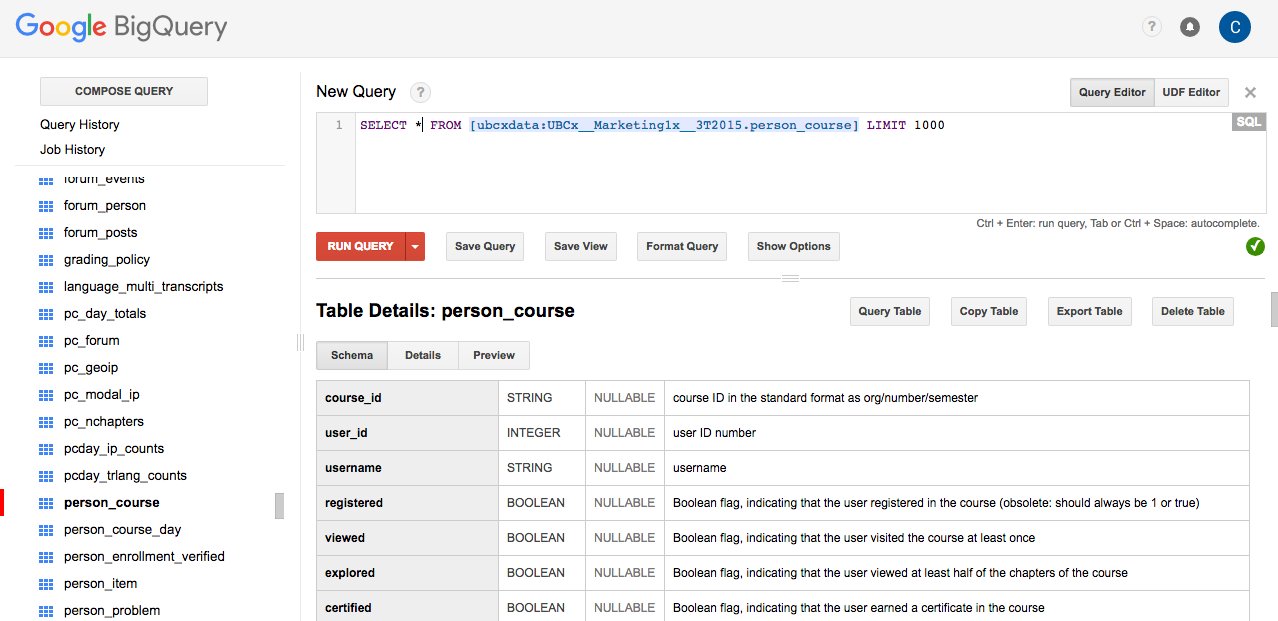 Google BigQuery
?
C
COMPOSE QUERY
Query History
Job History
forum_events
forum_person
forum_posts
grading_policy
language_multi_transcripts
pc_day_totals
pc_forum
pc_geoip
pc_modal_ip
pc_nchapters
pcday_ip_counts
pcday_trlang_counts
person_course
person_course_day
person_enrollment_verified
person_item
person_problem
New Query ?
Query Editor UDF Editor
1 SELECT * FROM [ubcxdata:UBCx__Marketing1x__3T2015.person_course] LIMIT 1000
SQL
Ctrl + Enter: run query, Tab or Ctrl + Space: autocomplete.
RUN QUERY Save Query Save View Format Query Show Options
Table Details: person_course
Query Table Copy Table Export Table Delete Table
Schema Details Preview
course_id STRING NULLABLE course ID in the standard format as org/number/semester
user_id INTEGER NULLABLE user ID number
username STRING NULLABLE username
registered BOOLEAN NULLABLE Boolean flag, indicating that the user registered in the course (obsolete: should always be 1 or true)
viewed BOOLEAN NULLABLE Boolean flag, indicating that the user visited the course at least once
explored BOOLEAN NULLABLE Boolean flag, indicating that the user viewed at least half of the chapters of the course
certified BOOLEAN NULLABLE Boolean flag, indicating that the user earned a certificate in the course